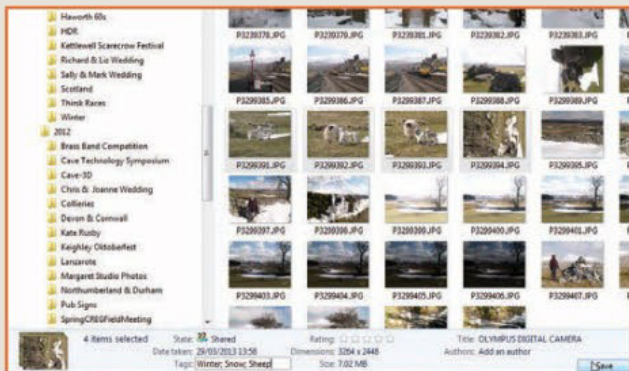 Haworth 60s
HDR
Kettlewell Scarecrow Festival
Richard & Liz Wedding
Sally & Mark Wedding
Scotland
Think Races
Winter
2012
Brass Band Competition
Cave Technology Symposium
Cave-3D
Chris & Joanne Wedding
Collieries
Devon & Cornwall
Kate Rusby
Keighley Oktoberfest
Lanzarote
Margaret Studio Photos
Northumberland & Durham
Pub Signs
SpringCREGFieldMeeting
P3239378.JPG P3239379.JPG P3239381.JPG P3239382.JPG P3239383.JPG
P3299385.JPG P3299386.JPG P3299387.JPG P3299388.JPG P3299389.JPG
P3299391.JPG P3299392.JPG P3299393.JPG P3299394.JPG P3299395.JPG
P3299397.JPG P3299398.JPG P3299399.JPG P3299400.JPG P3299401.JPG
P3299403.JPG P3299404.JPG P3299405.JPG P3299406.JPG P3299407.JPG
4 items selected State: Shared Rating: Title: OLYMPUS DIGITAL CAMERA
Date taken: 29/03/2013 13:56 Dimensions: 3264 x 2448 Authors: Add an author
Tags: Winter; Snow; Sheep Size: 7.02 MB
Save